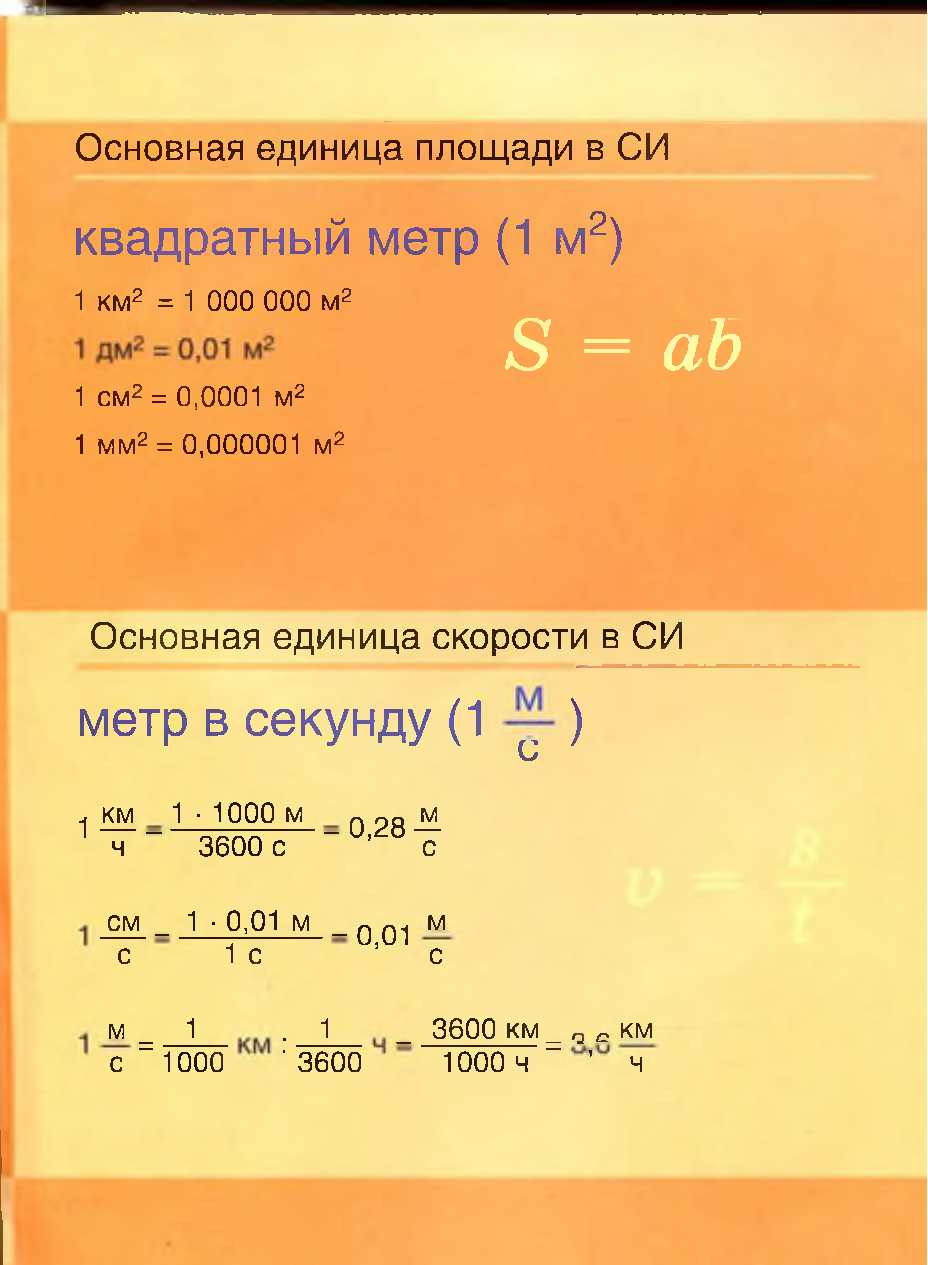 Основная единица площади в СИ
квадратный метр (1 м²)
1 км² = 1 000 000 м²
1 дм² = 0,01 м²
S = ab
1 см² = 0,0001 м²
1 мм² = 0,000001 м²
Основная единица скорости в СИ
метр в секунду (1 м/с)
1 км/ч = 1 · 1000 м/3600 с = 0,28 м/с
v = s/t
1 см/с = 1 · 0,01 м/1 с = 0,01 м/с
1 м/с = 1/1000 км : 1/3600 ч = 3600 км/1000 ч = 3,6 км/ч